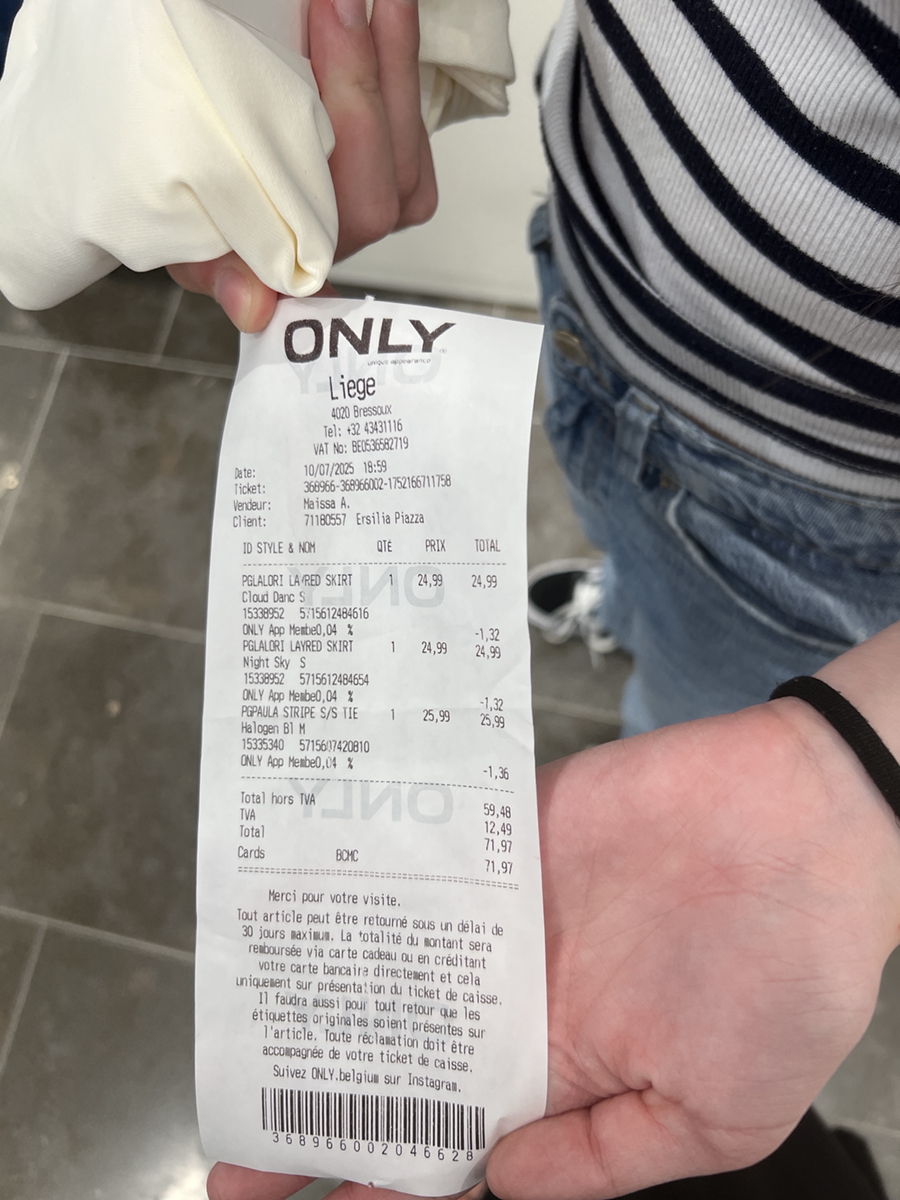 ONLY
Liege
4020 Bressoux
Tel: +32 43431116
VAT No: BE0536582719
Date: 10/07/2025 18:59
Ticket: 368966-368966002-1752166711758
Vendeur: Maissa A.
Client: 71180557 Ersilia Piazza
ID STYLE & NOM QTE PRIX TOTAL
PGLALORI LAYRED SKIRT 1 24,99 24,99
Cloud Danc S
15338952 5715612484616
ONLY App Membe0,04 % -1,32
PGLALORI LAYRED SKIRT 1 24,99 24,99
Night Sky S
15338952 5715612484654
ONLY App Membe0,04 % -1,32
PGPAULA STRIPE S/S TIE 1 25,99 25,99
Halogen Bl M
15335340 5715607420810
ONLY App Membe0,04 % -1,36
Total hors TVA 59,48
TVA 12,49
Total 71,97
Cards BCMC 71,97
Merci pour votre visite.
Tout article peut être retourné sous un délai de
30 jours maximum. La totalité du montant sera
remboursée via carte cadeau ou en créditant
votre carte bancaire directement et cela
uniquement sur présentation du ticket de caisse.
Il faudra aussi pour tout retour que les
étiquettes originales soient présentes sur
l'article. Toute réclamation doit être
accompagnée de votre ticket de caisse.
Suivez ONLY.belgium sur Instagram.
368966002046628